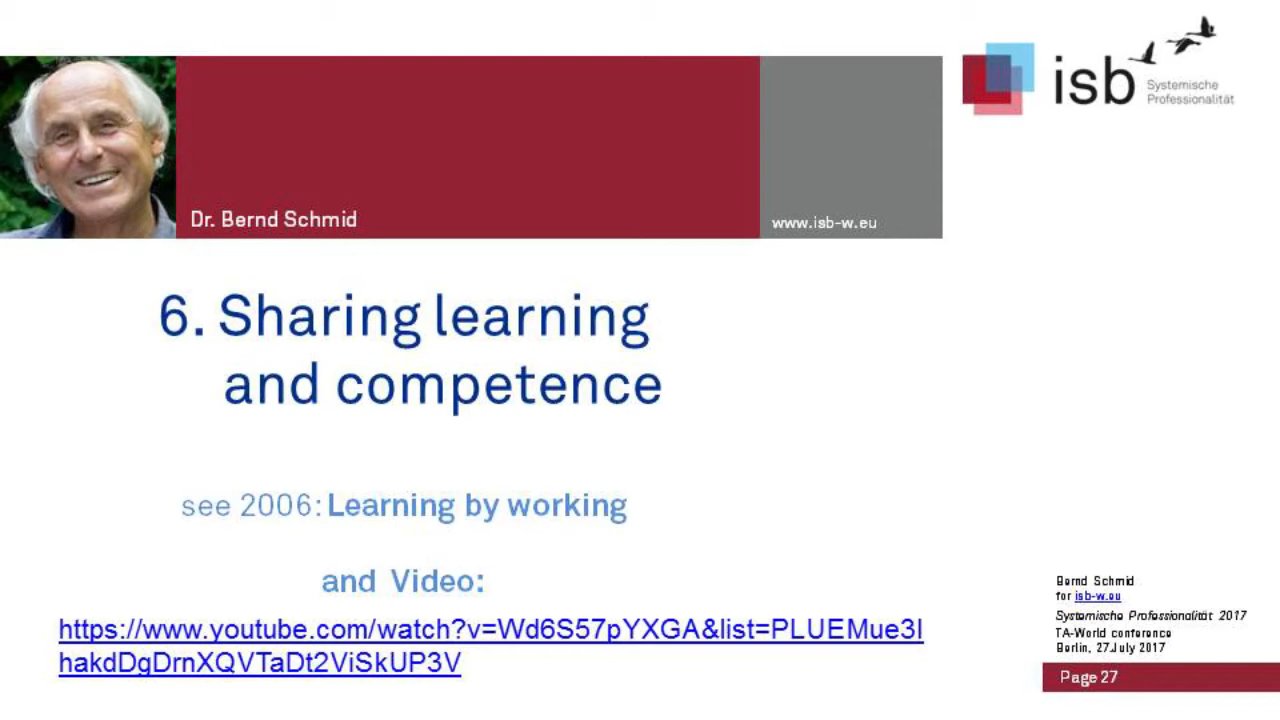 isb
Systemische
Professionalität
Dr. Bernd Schmid
www.isb-w.eu
6. Sharing learning
and competence
see 2006: Learning by working
and Video:
https://www.youtube.com/watch?v=Wd6S57pYXGA&list=PLUEMue3I
hakdDgDrnXQVTaDt2ViSkUP3V
Bernd Schmid
for isb-w.eu
Systemische Professionalität 2017
TA-World conference
Berlin, 27.July 2017
Page 27